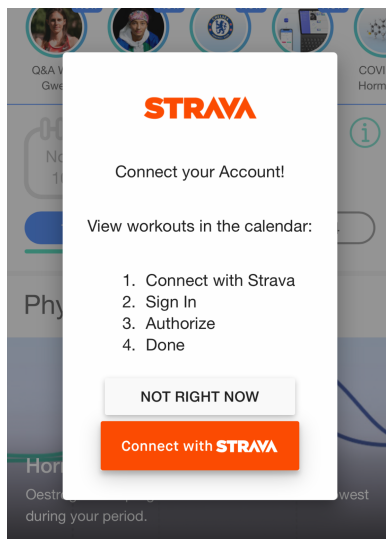 Q&A W
Gwe
COVI
Horm
STRAVA
No
10
i
Connect your Account!
View workouts in the calendar:
1. Connect with Strava
2. Sign In
3. Authorize
4. Done
Phy
NOT RIGHT NOW
Connect with STRAVA
Horm
Oestr
west
during your period.